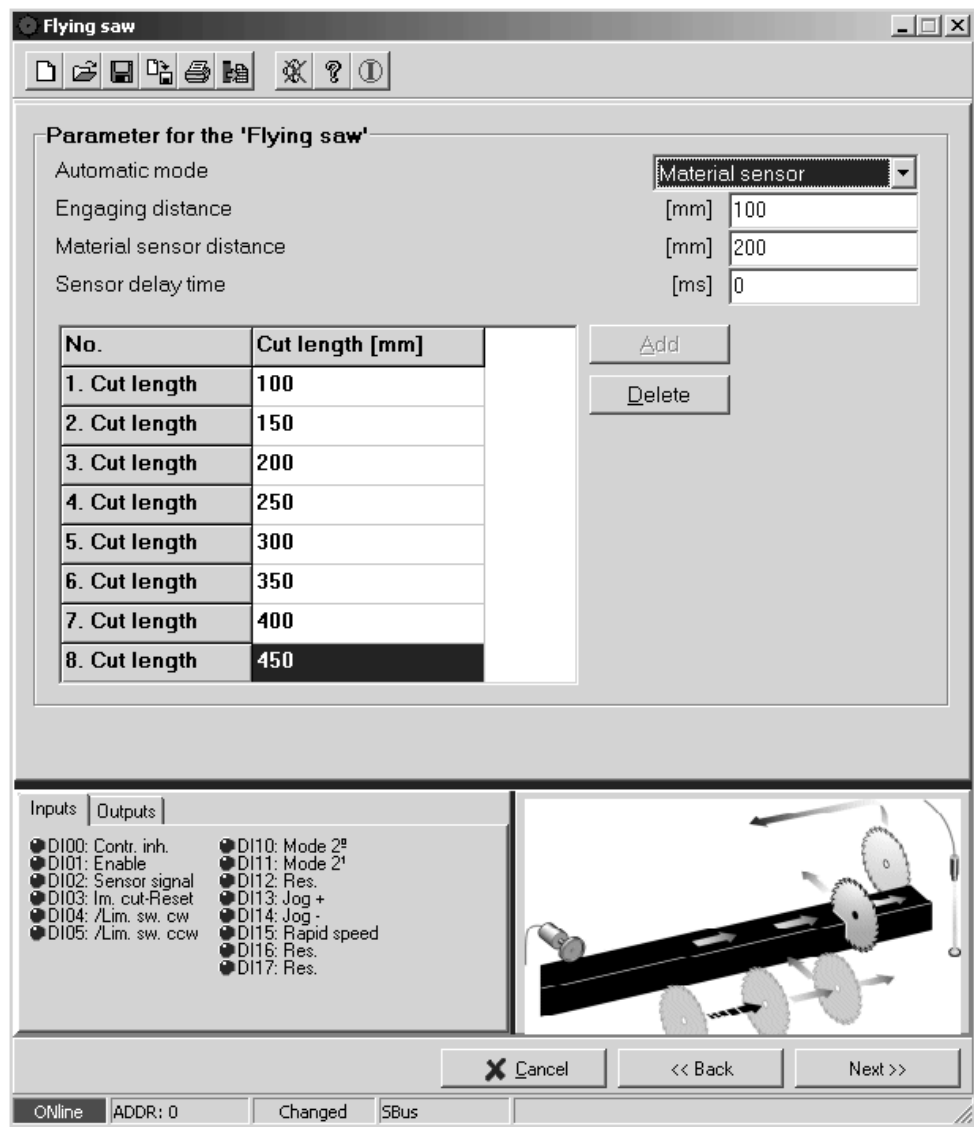 Flying saw
Parameter for the 'Flying saw'
Automatic mode Material sensor
Engaging distance [mm] 100
Material sensor distance [mm] 200
Sensor delay time [ms] 0
No. Cut length [mm] Add
1. Cut length 100
Delete
2. Cut length 150
3. Cut length 200
4. Cut length 250
5. Cut length 300
6. Cut length 350
7. Cut length 400
8. Cut length 450
Inputs Outputs
DI00: Contr. inh. DI10: Mode 2º
DI01: Enable DI11: Mode 2¹
DI02: Sensor signal DI12: Res.
DI03: Im. cut-Reset DI13: Jog +
DI04: /Lim. sw. cw DI14: Jog -
DI05: /Lim. sw. ccw DI15: Rapid speed
DI16: Res.
DI17: Res.
Cancel << Back Next >>
ONline ADDR: 0 Changed SBus